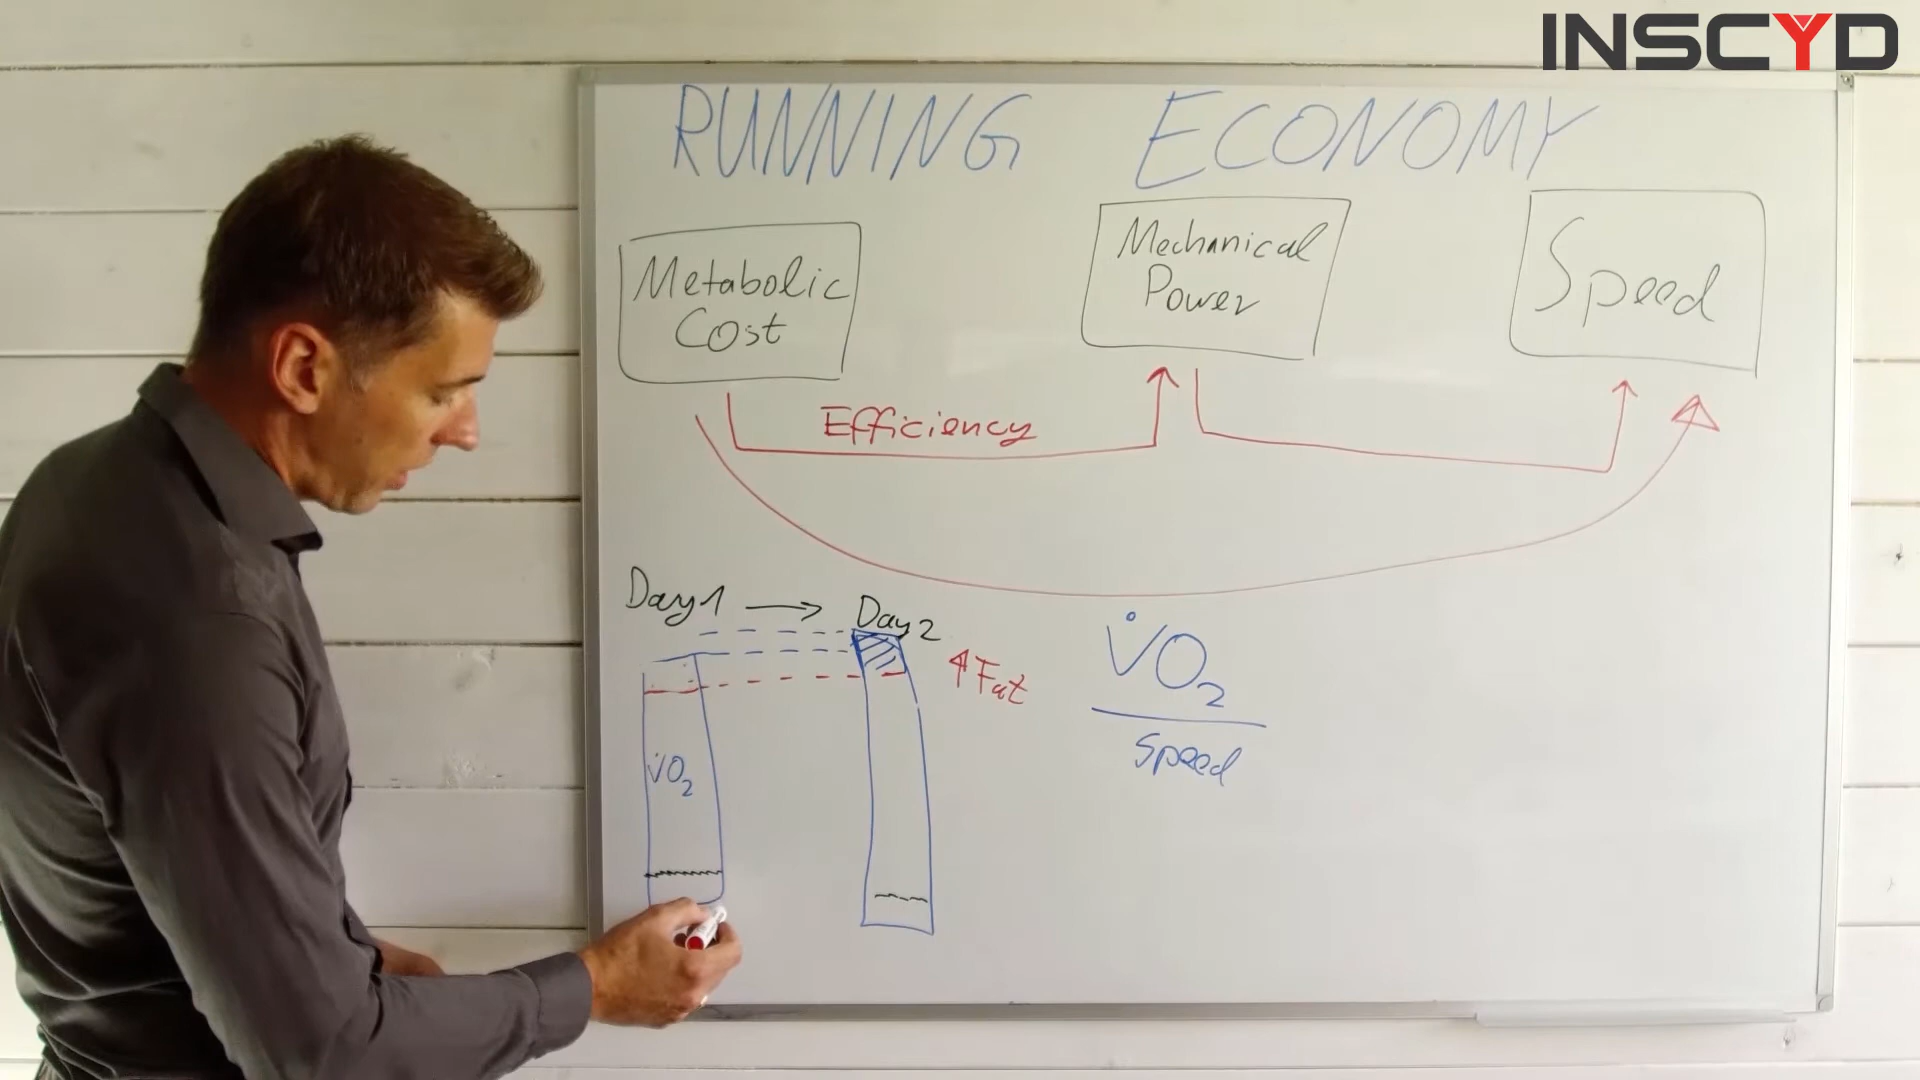 INSCYD
RUNNING ECONOMY
Metabolic
Cost
Mechanical
Power
Speed
Efficiency
Day 1 → Day 2
↑ Fat
V̇O₂
V̇O₂
Speed